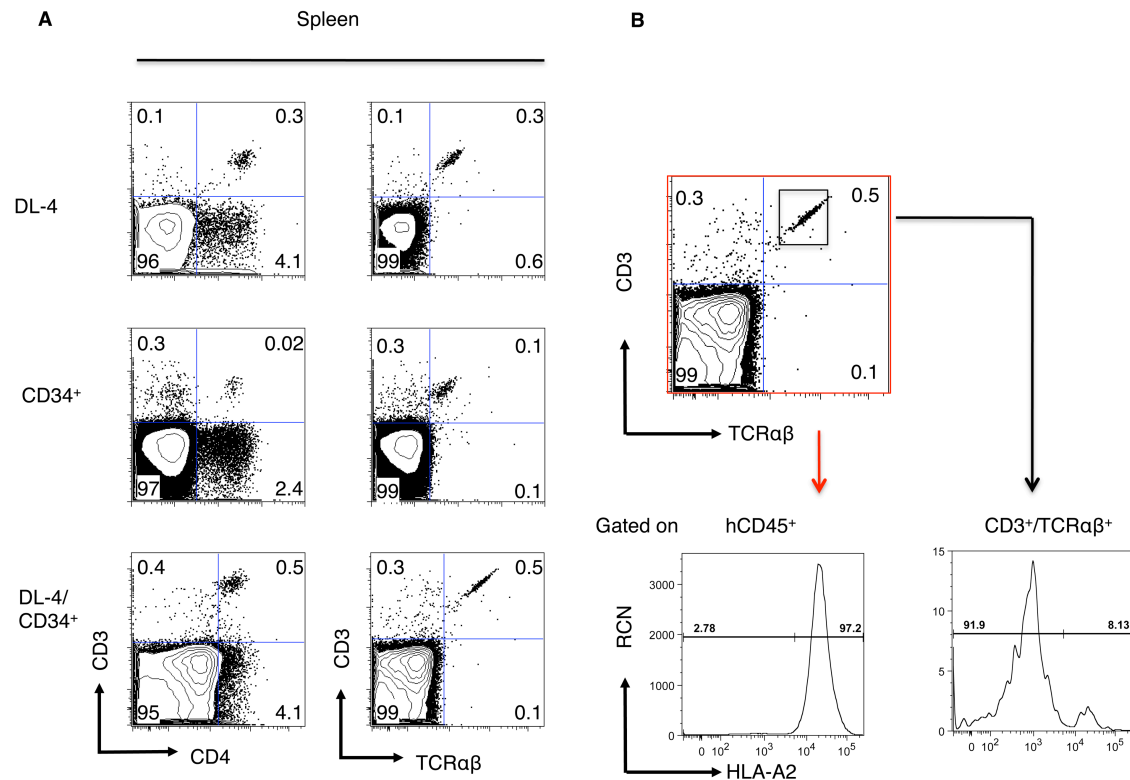 A
Spleen
B
DL-4
0.1 0.3
96 4.1
0.1 0.3
99 0.6
CD34+
0.3 0.02
97 2.4
0.3 0.1
99 0.1
DL-4/
CD34+
0.4 0.5
95 4.1
0.3 0.5
99 0.1
CD3
CD4
CD3
TCRαβ
0.3 0.5
99 0.1
CD3
TCRαβ
Gated on hCD45+ CD3+/TCRαβ+
3000
2000
1000
0
2.78 97.2
0 10² 10³ 10⁴ 10⁵
RCN
HLA-A2
15
10
5
0
91.9 8.13
0 10² 10³ 10⁴ 10⁵